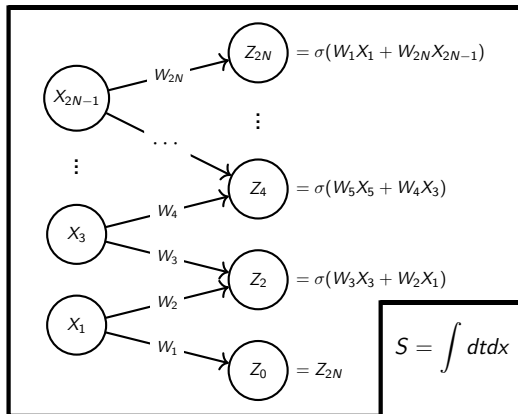 Z_{2N} = σ(W_1X_1 + W_{2N}X_{2N−1})
W_{2N}
X_{2N−1}
⋮
...
⋮
Z_4 = σ(W_5X_5 + W_4X_3)
W_4
X_3
W_3
Z_2 = σ(W_3X_3 + W_2X_1)
W_2
X_1
W_1
Z_0 = Z_{2N}
S = ∫ dtdx